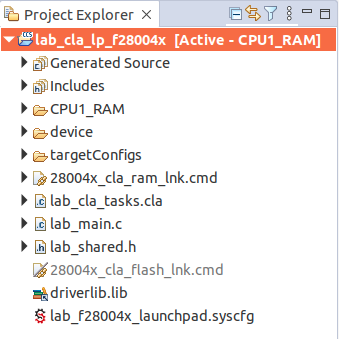 Project Explorer
lab_cla_lp_f28004x [Active - CPU1_RAM]
Generated Source
Includes
CPU1_RAM
device
targetConfigs
28004x_cla_ram_lnk.cmd
lab_cla_tasks.cla
lab_main.c
lab_shared.h
28004x_cla_flash_lnk.cmd
driverlib.lib
lab_f28004x_launchpad.syscfg